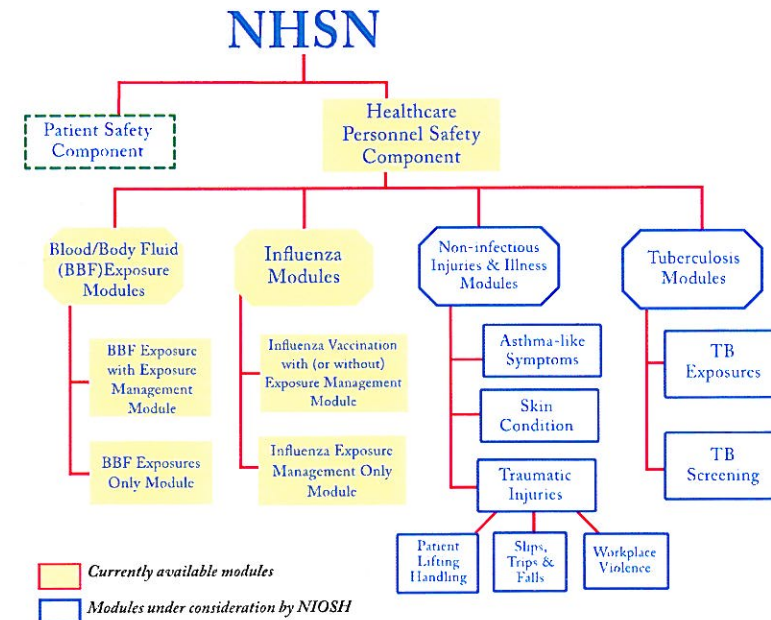 NHSN
Patient Safety
Component
Healthcare
Personnel Safety
Component
Blood/Body Fluid
(BBF)Exposure
Modules
Influenza
Modules
Non-infectious
Injuries & Illness
Modules
Tuberculosis
Modules
BBF Exposure
with Exposure
Management
Module
BBF Exposures
Only Module
Influenza Vaccination
with (or without)
Exposure Management
Module
Influenza Exposure
Management Only
Module
Asthma-like
Symptoms
Skin
Condition
Traumatic
Injuries
Patient
Lifting
Handling
Slips,
Trips &
Falls
Workplace
Violence
TB
Exposures
TB
Screening
Currently available modules
Modules under consideration by NIOSH